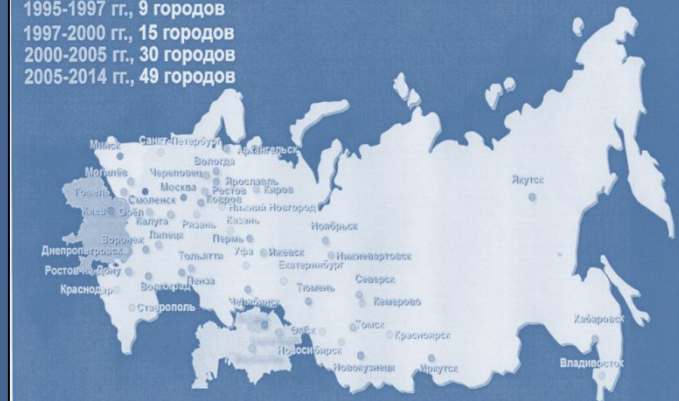 1995-1997 гг., 9 городов
1997-2000 гг., 15 городов
2000-2005 гг., 30 городов
2005-2014 гг., 49 городов
Минск
Санкт-Петербург
Архангельск
Вологда
Могилёв
Череповец
Ярославль
Якутск
Гомель
Москва
Ростов
Киров
Смоленск
Ковров
Киев
Орёл
Нижний Новгород
Калуга
Рязань
Казань
Ноябрьск
Воронеж
Липецк
Пермь
Днепропетровск
Уфа
Ижевск
Нижневартовск
Тольятти
Екатеринбург
Ростов-на-Дону
Пенза
Северск
Краснодар
Волгоград
Тюмень
Челябинск
Кемерово
Ставрополь
Хабаровск
Омск
Томск
Красноярск
Новосибирск
Новокузнецк
Иркутск
Владивосток